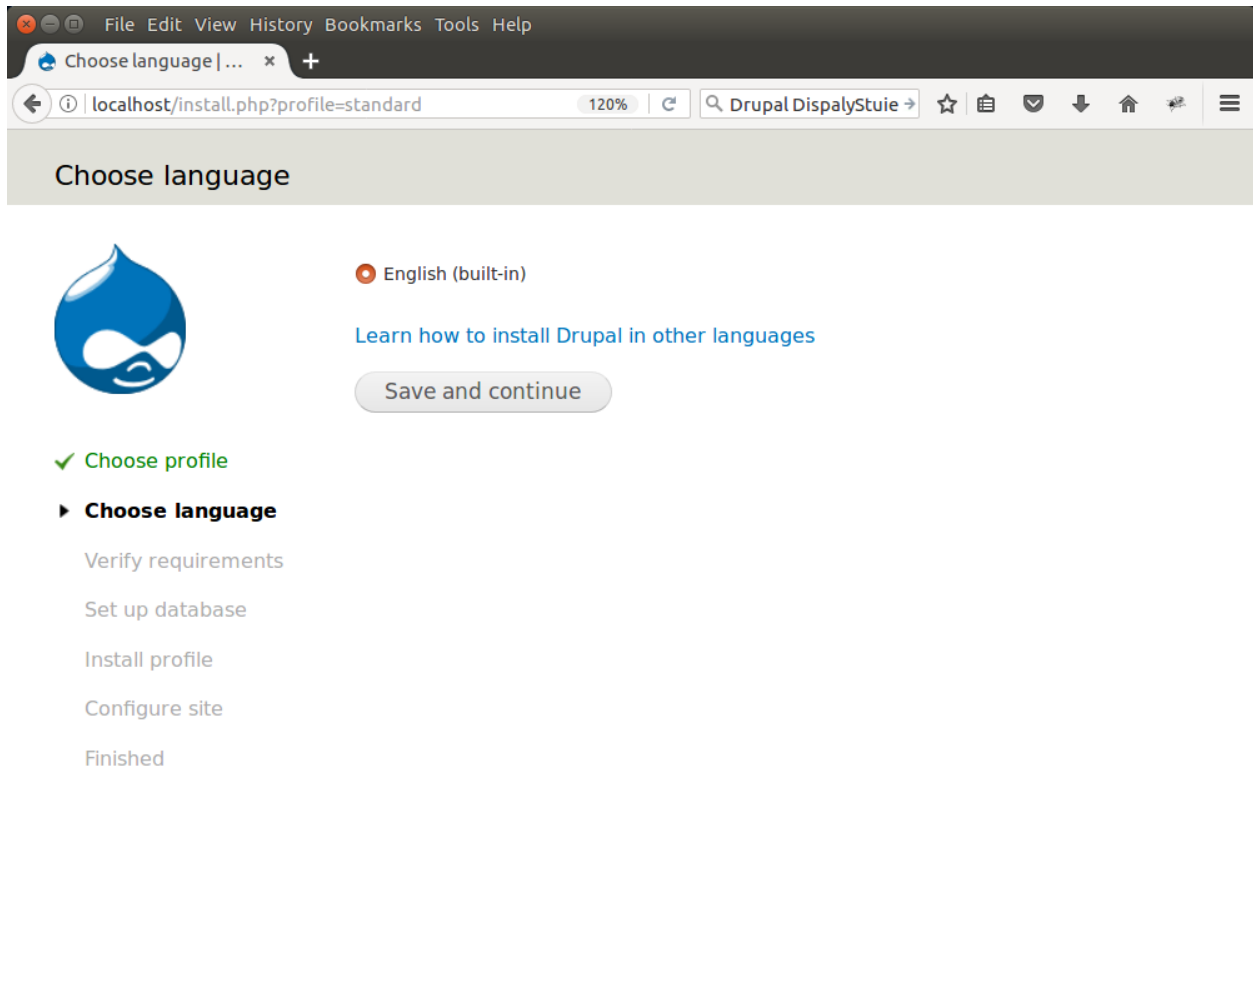 File Edit View History Bookmarks Tools Help
Choose language | ...
localhost/install.php?profile=standard 120% Drupal DispalyStuie
Choose language
English (built-in)
Learn how to install Drupal in other languages
Save and continue
Choose profile
Choose language
Verify requirements
Set up database
Install profile
Configure site
Finished